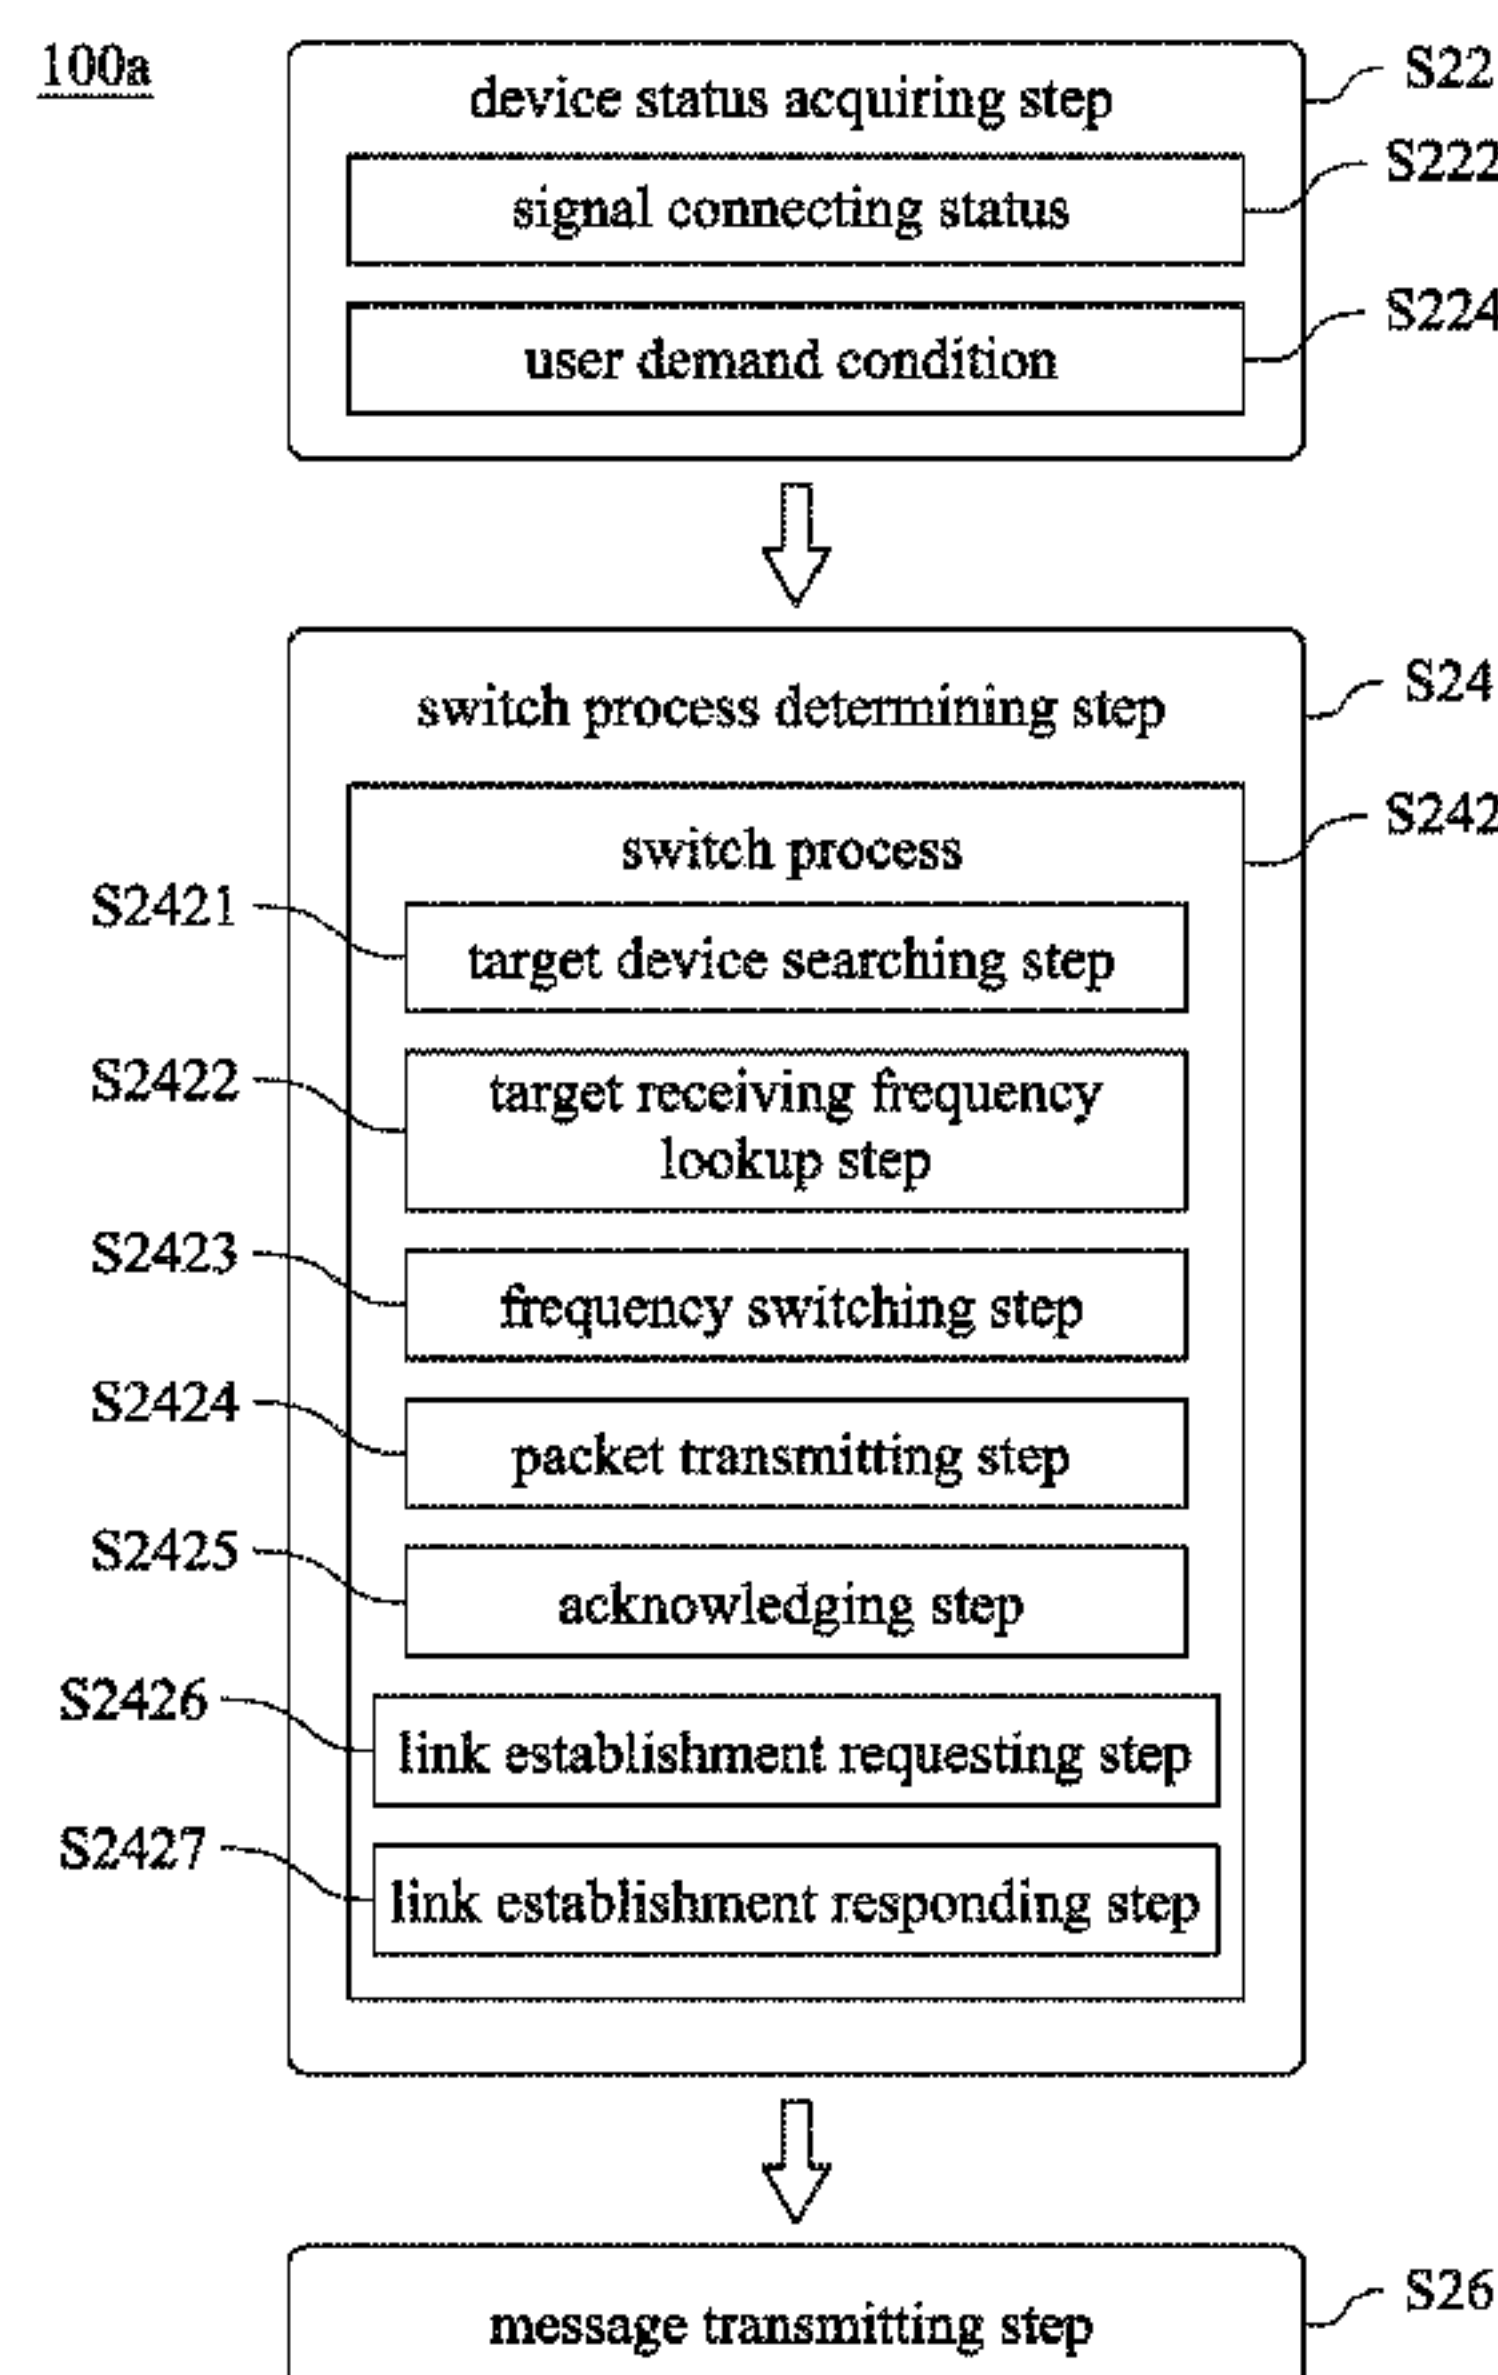 100a
device status acquiring step
S22
signal connecting status
S222
user demand condition
S224
switch process determining step
S24
switch process
S242
S2421
target device searching step
S2422
target receiving frequency
lookup step
S2423
frequency switching step
S2424
packet transmitting step
S2425
acknowledging step
S2426
link establishment requesting step
S2427
link establishment responding step
message transmitting step
S26